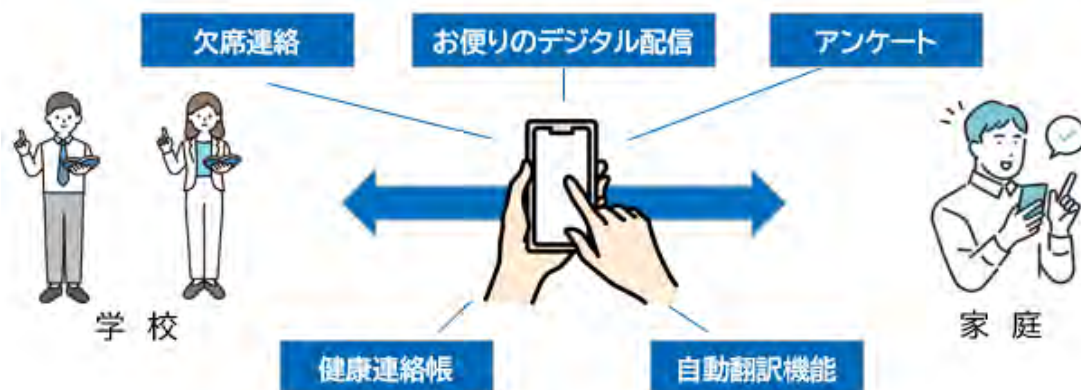 欠席連絡
お便りのデジタル配信
アンケート
学校
家庭
健康連絡帳
自動翻訳機能